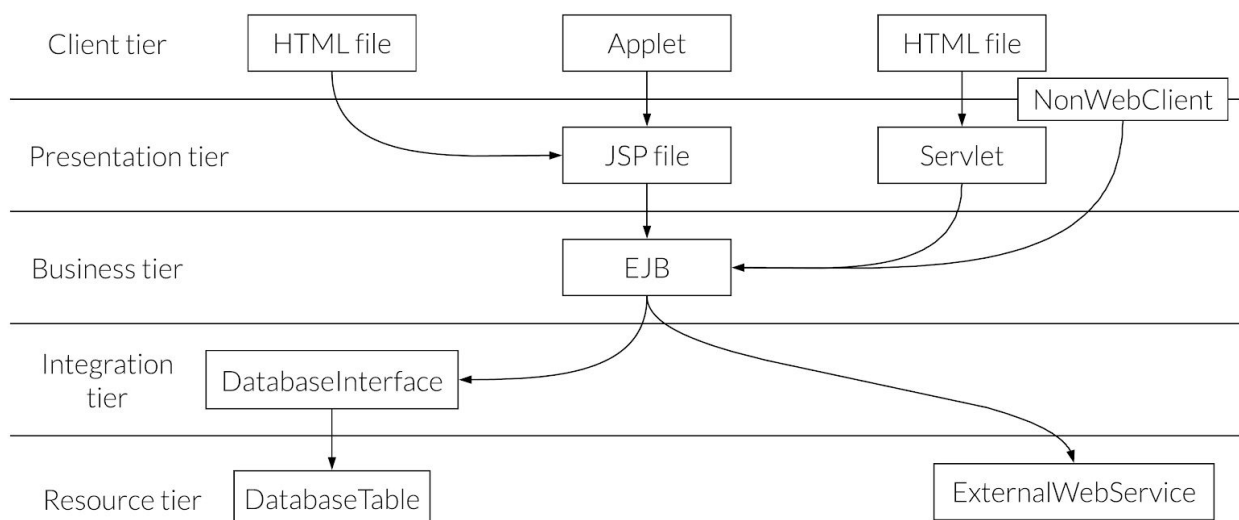 Client tier
HTML file
Applet
HTML file
NonWebClient
Presentation tier
JSP file
Servlet
Business tier
EJB
Integration
tier
DatabaseInterface
Resource tier
DatabaseTable
ExternalWebService